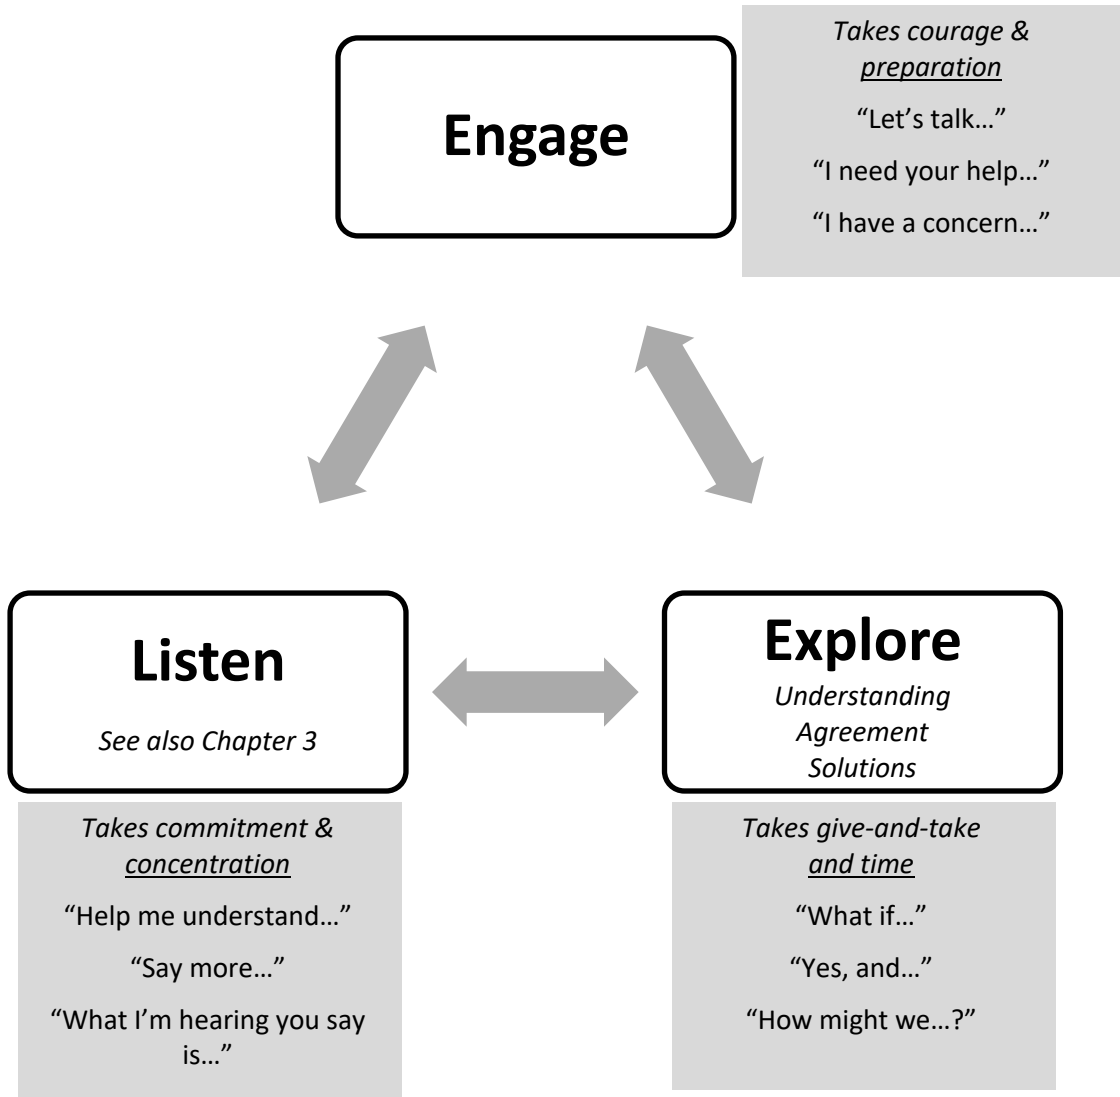 Engage
Takes courage &
preparation
“Let’s talk…”
“I need your help…”
“I have a concern…”
Listen
See also Chapter 3
Takes commitment &
concentration
“Help me understand…”
“Say more…”
“What I’m hearing you say
is…”
Explore
Understanding
Agreement
Solutions
Takes give-and-take
and time
“What if…”
“Yes, and…”
“How might we…?”